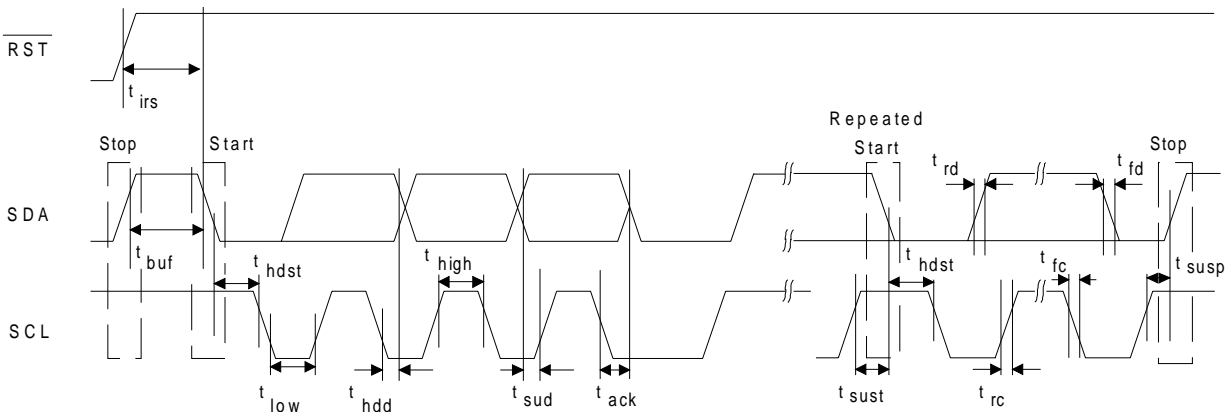 RST
t irs
Repeated
Stop Start Start Stop
t rd t fd
SDA
t buf t hdst t high t hdst t fc t susp
SCL
t low t hdd t sud t ack t sust t rc